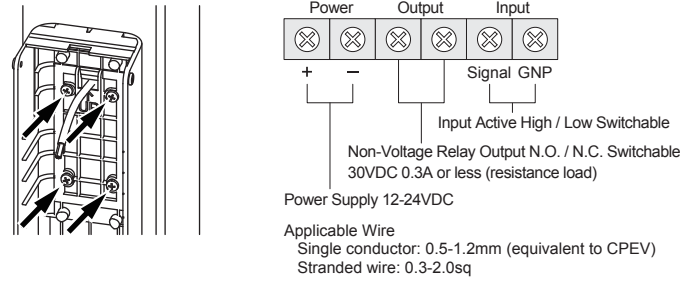 Power Output Input
+ − Signal GNP
Input Active High / Low Switchable
Non-Voltage Relay Output N.O. / N.C. Switchable
30VDC 0.3A or less (resistance load)
Power Supply 12-24VDC
Applicable Wire
Single conductor: 0.5-1.2mm (equivalent to CPEV)
Stranded wire: 0.3-2.0sq